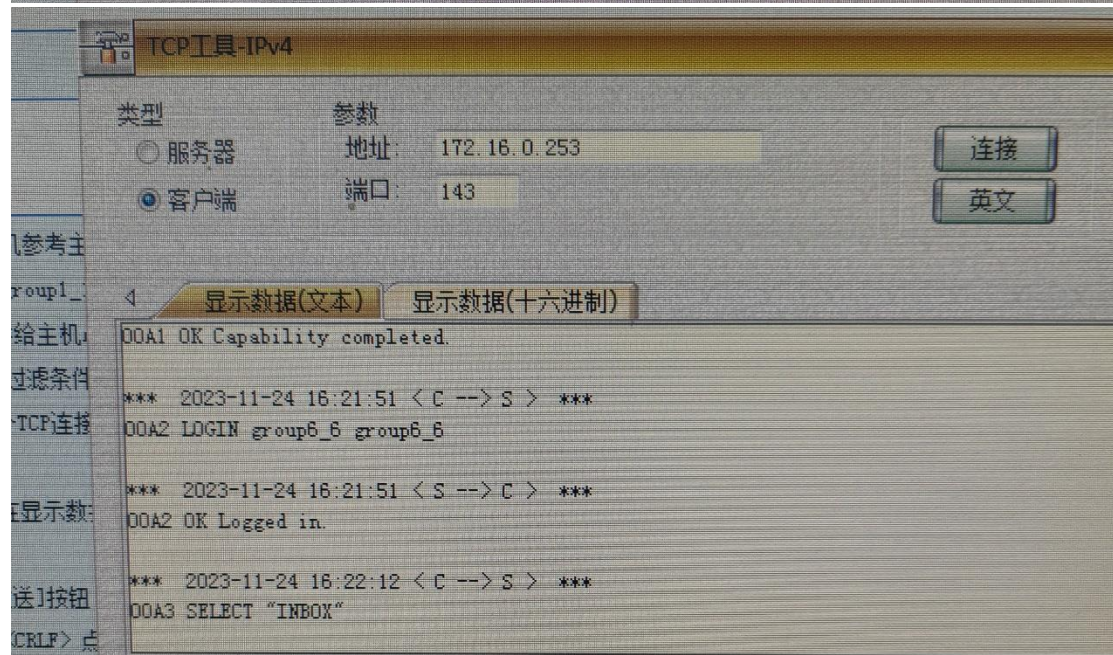 TCP工具-IPv4
类型
参数
服务器
地址: 172.16.0.253
连接
客户端
端口: 143
英文
机参考主
roup1_
显示数据(文本)
显示数据(十六进制)
给主机
00A1 OK Capability completed.
过滤条件
*** 2023-11-24 16:21:51 < C --> S > ***
TCP连接
00A2 LOGIN group6_6 group6_6
*** 2023-11-24 16:21:51 < S --> C > ***
在显示数
00A2 OK Logged in.
*** 2023-11-24 16:22:12 < C --> S > ***
送]按钮
00A3 SELECT "INBOX"
<CRLF> 点